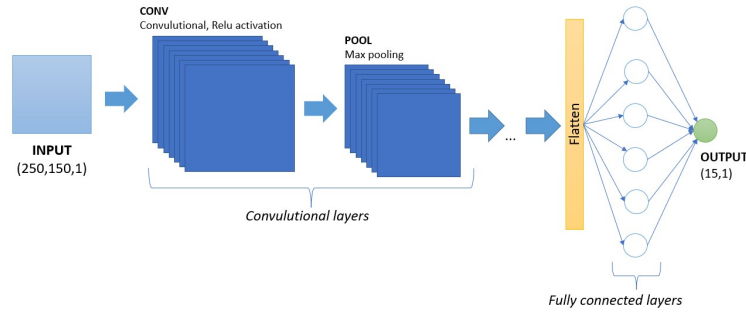 CONV
Convulutional, Relu activation
POOL
Max pooling
INPUT
(250,150,1)
...
Flatten
OUTPUT
(15,1)
Convulutional layers
Fully connected layers